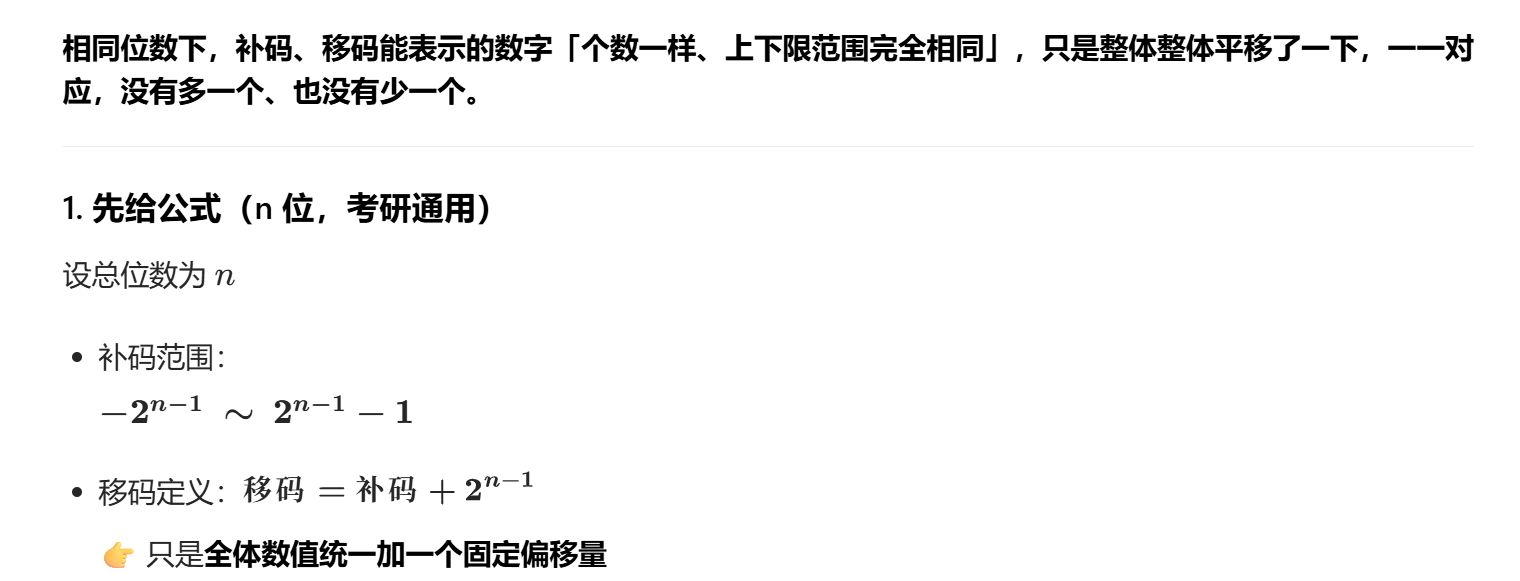 相同位数下，补码、移码能表示的数字「个数一样、上下限范围完全相同」，只是整体整体平移了一下，一一对
应，没有多一个、也没有少一个。
1. 先给公式（n 位，考研通用）
设总位数为 n
• 补码范围：
−2ⁿ⁻¹ ∼ 2ⁿ⁻¹ − 1
• 移码定义：移码 = 补码 + 2ⁿ⁻¹
👉 只是全体数值统一加一个固定偏移量